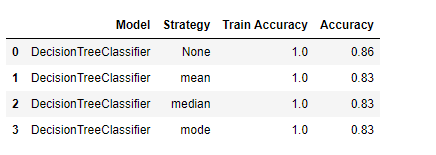 Model Strategy Train Accuracy Accuracy
0 DecisionTreeClassifier None 1.0 0.86
1 DecisionTreeClassifier mean 1.0 0.83
2 DecisionTreeClassifier median 1.0 0.83
3 DecisionTreeClassifier mode 1.0 0.83